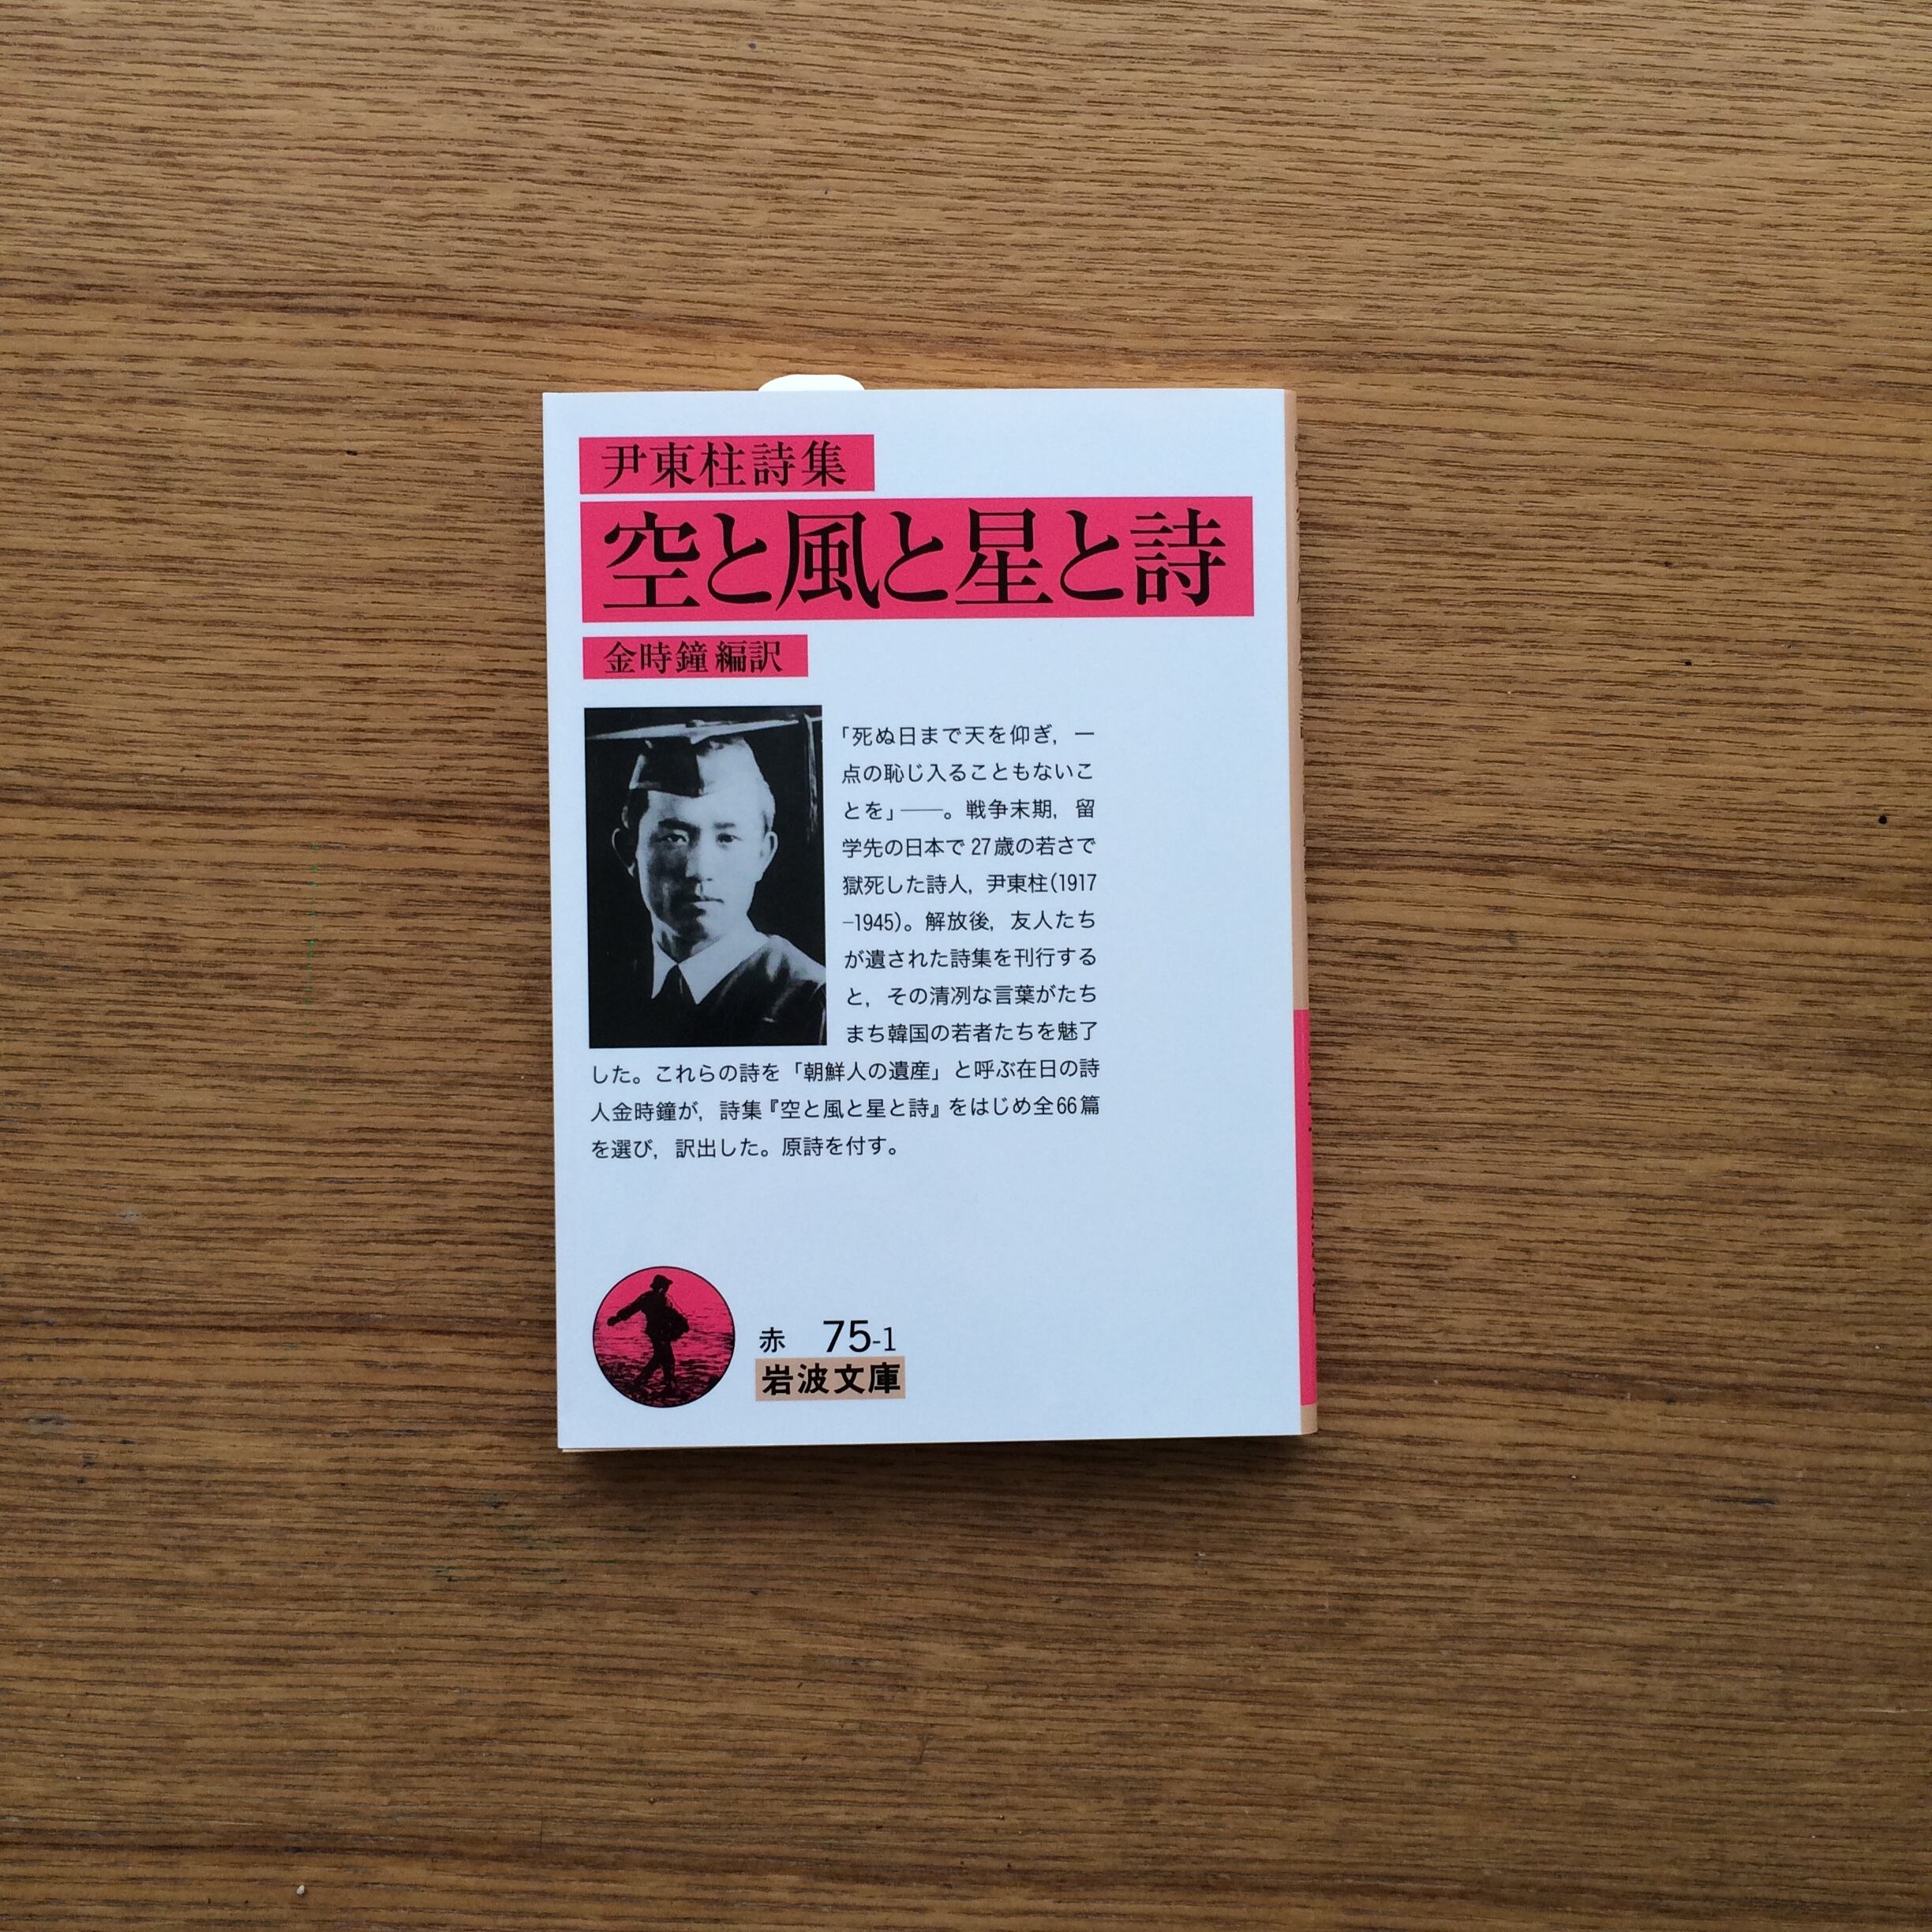 尹東柱詩集
空と風と星と詩
金時鐘編訳
「死ぬ日まで天を仰ぎ，一
点の恥じ入ることもないこ
とを」──。戦争末期，留
学先の日本で27歳の若さで
獄死した詩人，尹東柱(1917
–1945)。解放後，友人たち
が遺された詩集を刊行する
と，その清冽な言葉がたち
まち韓国の若者たちを魅了
した。これらの詩を「朝鮮人の遺産」と呼ぶ在日の詩
人金時鐘が，詩集『空と風と星と詩』をはじめ全66篇
を選び，訳出した。原詩を付す。
赤 75-1
岩波文庫